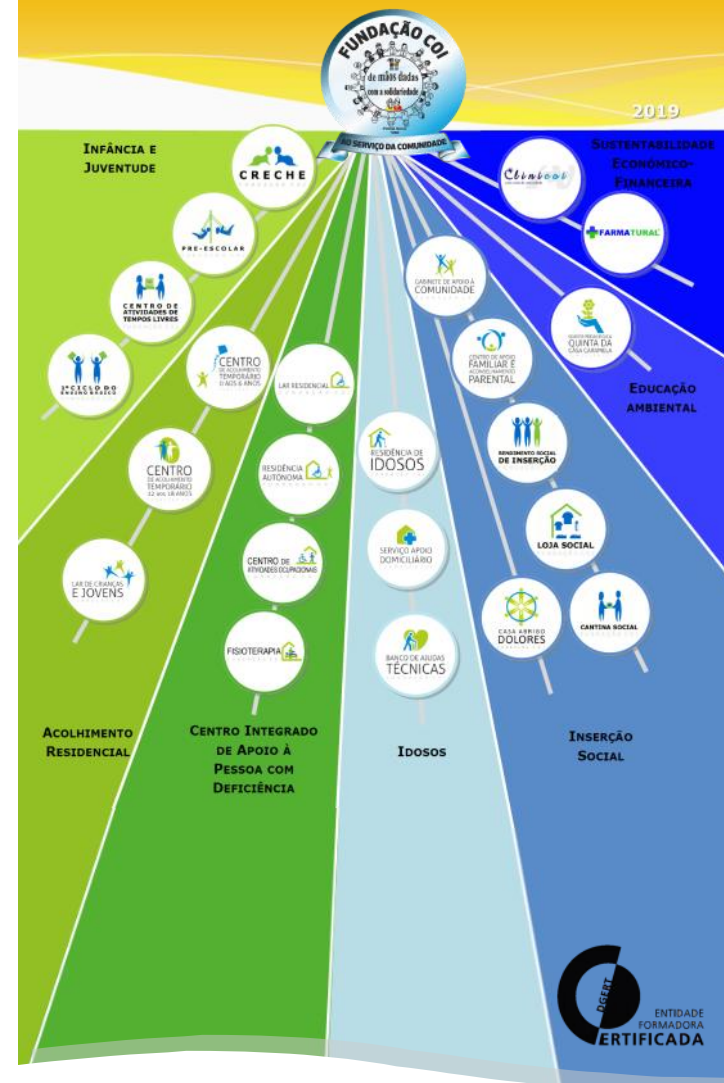 FUNDAÇÃO COI
de mãos dadas
com a solidariedade
AO SERVIÇO DA COMUNIDADE
2019
INFÂNCIA E
JUVENTUDE
CRECHE
PRE-ESCOLAR
CENTRO DE
ATIVIDADES DE
TEMPOS LIVRES
1º CICLO DO
ENSINO BÁSICO
CENTRO
DE ACOLHIMENTO
TEMPORÁRIO
0 AOS 6 ANOS
CENTRO
DE ACOLHIMENTO
TEMPORÁRIO
12 aos 18 ANOS
LAR DE CRIANÇAS
E JOVENS
ACOLHIMENTO
RESIDENCIAL
LAR RESIDENCIAL
RESIDÊNCIA
AUTÓNOMA
CENTRO DE
ATIVIDADES OCUPACIONAIS
FISIOTERAPIA
CENTRO INTEGRADO
DE APOIO À
PESSOA COM
DEFICIÊNCIA
RESIDÊNCIA DE
IDOSOS
SERVIÇO APOIO
DOMICILIÁRIO
BANCO DE AJUDAS
TÉCNICAS
IDOSOS
GABINETE DE APOIO À
COMUNIDADE
CENTRO DE APOIO
FAMILIAR E
ACONSELHAMENTO
PARENTAL
RENDIMENTO SOCIAL
DE INSERÇÃO
LOJA SOCIAL
CANTINA SOCIAL
CASA ABRIGO
DOLORES
INSERÇÃO
SOCIAL
QUINTA DA
CASA CARAMELA
EDUCAÇÃO
AMBIENTAL
SUSTENTABILIDADE
ECONÓMICO-
FINANCEIRA
Clinicoi
FARMATURAL
DGERT
ENTIDADE
FORMADORA
CERTIFICADA